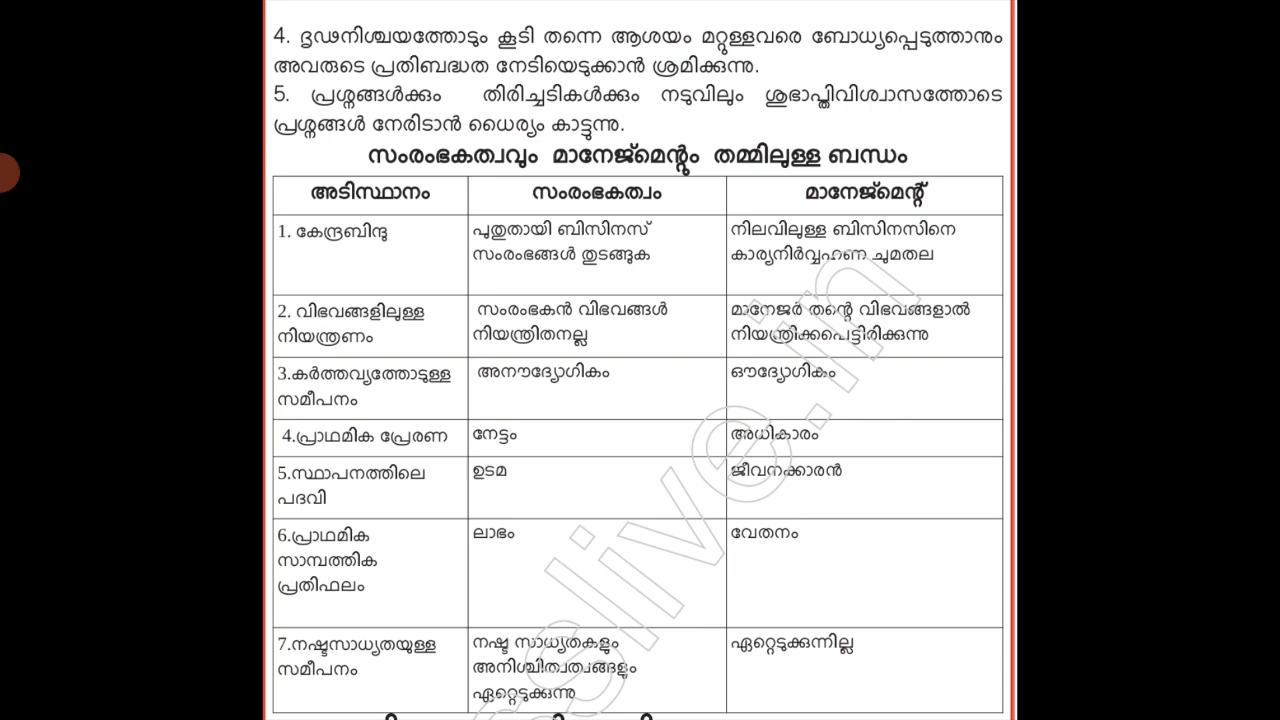 4. ദൃഢനിശ്ചയത്തോടും കൂടി തന്നെ ആശയം മറ്റുള്ളവരെ ബോധ്യപ്പെടുത്താനും
അവരുടെ പ്രതിബദ്ധത നേടിയെടുക്കാൻ ശ്രമിക്കുന്നു.
5. പ്രശ്നങ്ങൾക്കും തിരിച്ചടികൾക്കും നടുവിലും ശുഭാപ്തിവിശ്വാസത്തോടെ
പ്രശ്നങ്ങൾ നേരിടാൻ ധൈര്യം കാട്ടുന്നു.
സംരംഭകത്വവും മാനേജ്മെന്റും തമ്മിലുള്ള ബന്ധം
അടിസ്ഥാനം സംരംഭകത്വം മാനേജ്മെന്റ്
1. കേന്ദ്രബിന്ദു പുതുതായി ബിസിനസ് നിലവിലുള്ള ബിസിനസിനെ
സംരംഭങ്ങൾ തുടങ്ങുക കാര്യനിർവ്വഹണ ചുമതല
2. വിഭവങ്ങളിലുള്ള സംരംഭകൻ വിഭവങ്ങൾ മാനേജർ തന്റെ വിഭവങ്ങളാൽ
നിയന്ത്രണം നിയന്ത്രിതനല്ല നിയന്ത്രിക്കപെട്ടിരിക്കുന്നു
3.കർത്തവ്യത്തോടുള്ള അനൗദ്യോഗികം ഔദ്യോഗികം
സമീപനം
4.പ്രാഥമിക പ്രേരണ നേട്ടം അധികാരം
5.സ്ഥാപനത്തിലെ ഉടമ ജീവനക്കാരൻ
പദവി
6.പ്രാഥമിക ലാഭം വേതനം
സാമ്പത്തിക
പ്രതിഫലം
7.നഷ്ടസാധ്യതയുള്ള നഷ്ട സാധ്യതകളും ഏറ്റെടുക്കുന്നില്ല
സമീപനം അനിശ്ചിത്വത്വങ്ങളും
ഏറ്റെടുക്കുന്നു
sslive.in